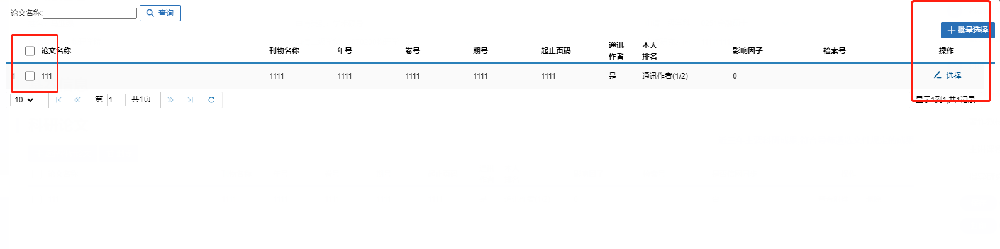 论文名称: 查询
批量选择
论文名称 刊物名称 年号 卷号 期号 起止页码 通讯作者 本人排名 影响因子 检索号 操作
1 111 1111 1111 1111 1111 1111 是 通讯作者(1/2) 0 选择
10 第 1 共1页 显示1到1,共1记录